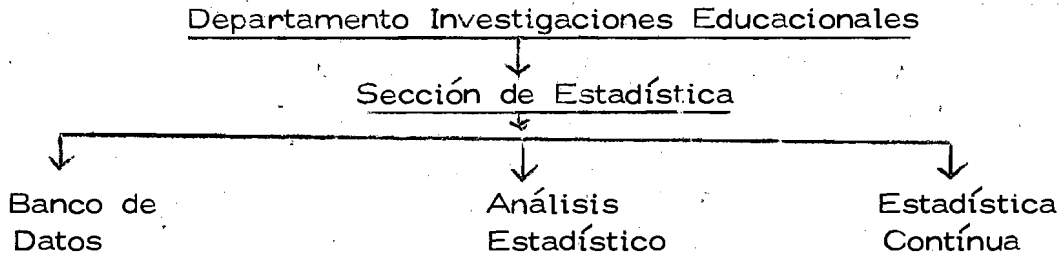 Departamento Investigaciones Educacionales
Sección de Estadística
Banco de
Datos
Análisis
Estadístico
Estadística
Contínua